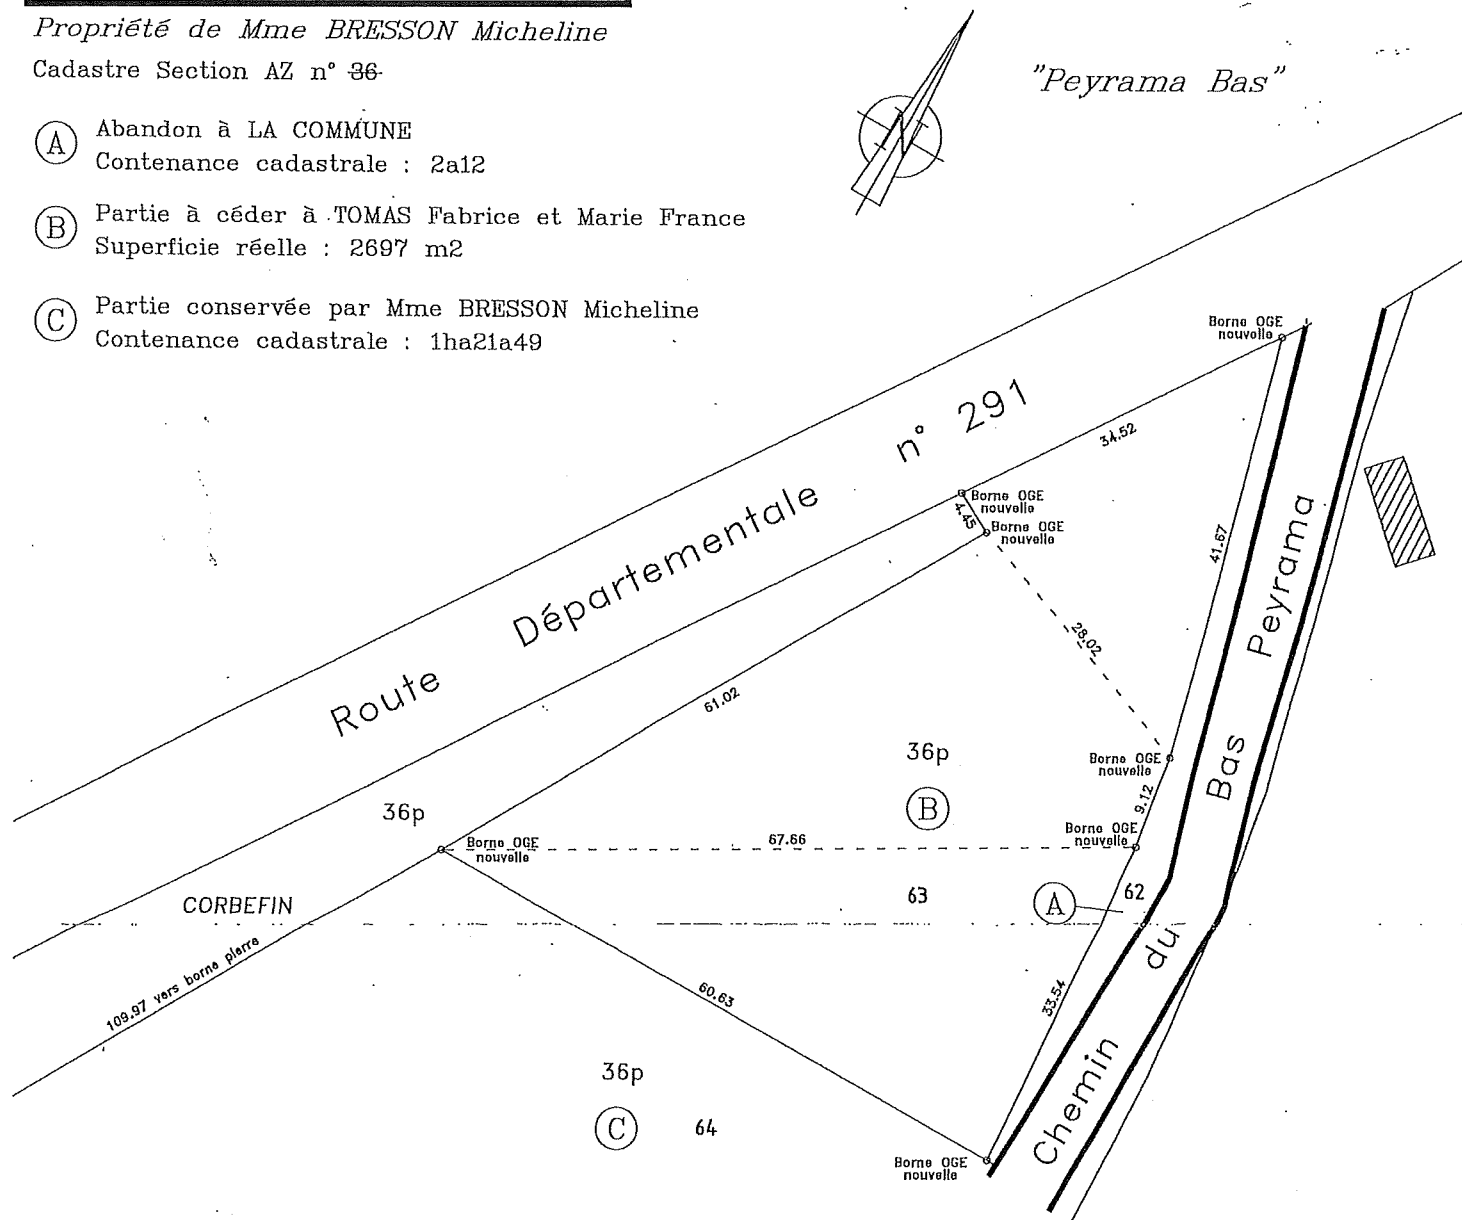 Propriété de Mme BRESSON Micheline
Cadastre Section AZ n° 36
"Peyrama Bas"
A
Abandon à LA COMMUNE
Contenance cadastrale : 2a12
B
Partie à céder à TOMAS Fabrice et Marie France
Superficie réelle : 2697 m2
C
Partie conservée par Mme BRESSON Micheline
Contenance cadastrale : 1ha21a49
N
Borne OGE
nouvelle
Route Départementale n° 291
34.52
Borne OGE
nouvelle
4.45
Borne OGE
nouvelle
41.67
28.02
61.02
Chemin du Bas Peyrama
36p
B
Borne OGE
nouvelle
9.12
36p
Borne OGE
nouvelle
67.66
Borne OGE
nouvelle
CORBEFIN
63
A
62
109.97 vers borne pierre
60.63
33.54
36p
C
64
Borne OGE
nouvelle